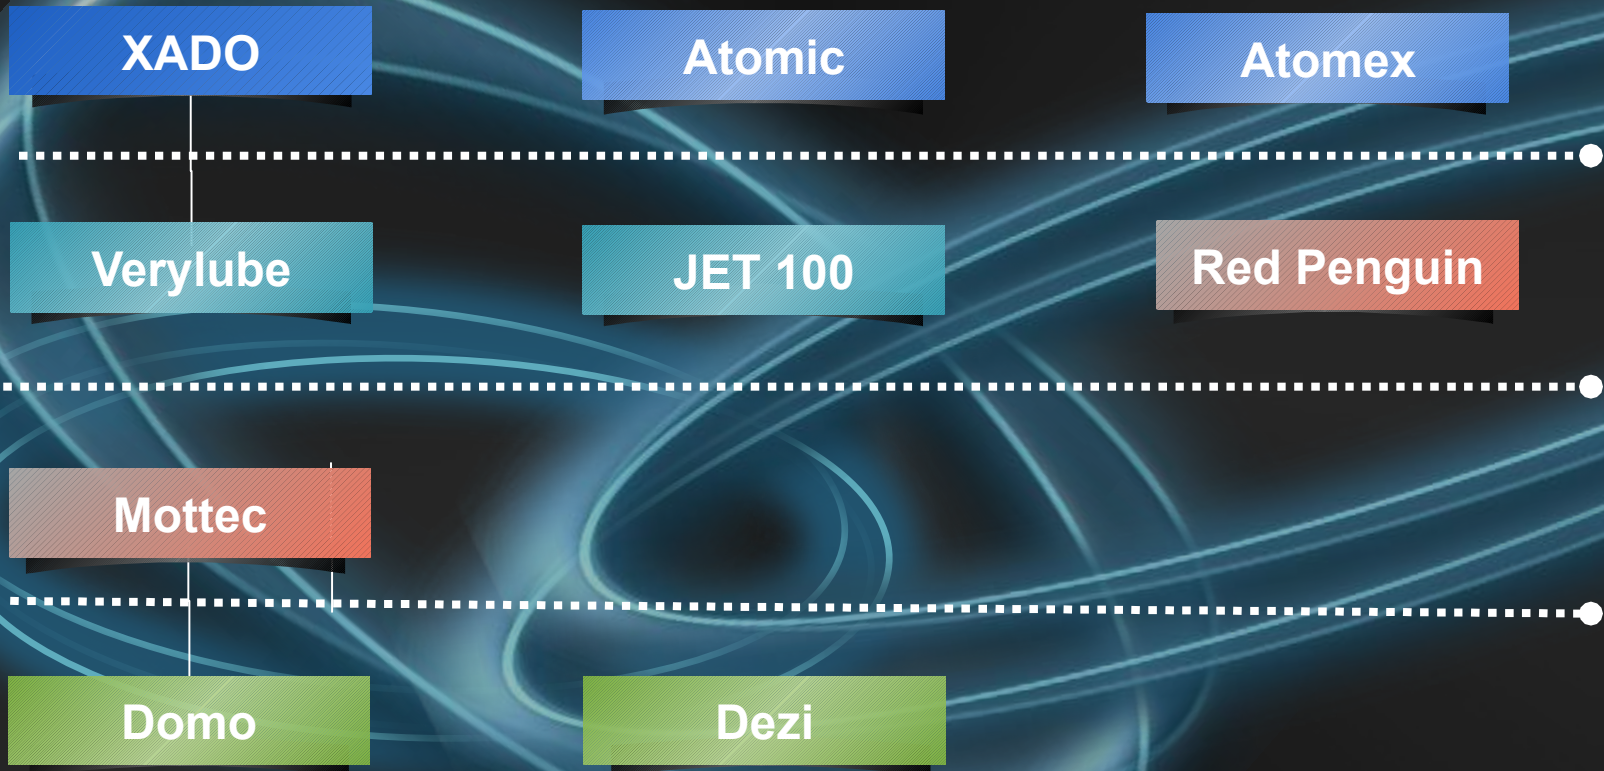 XADO
Atomic
Atomex
Verylube
JET 100
Red Penguin
Mottec
Domo
Dezi